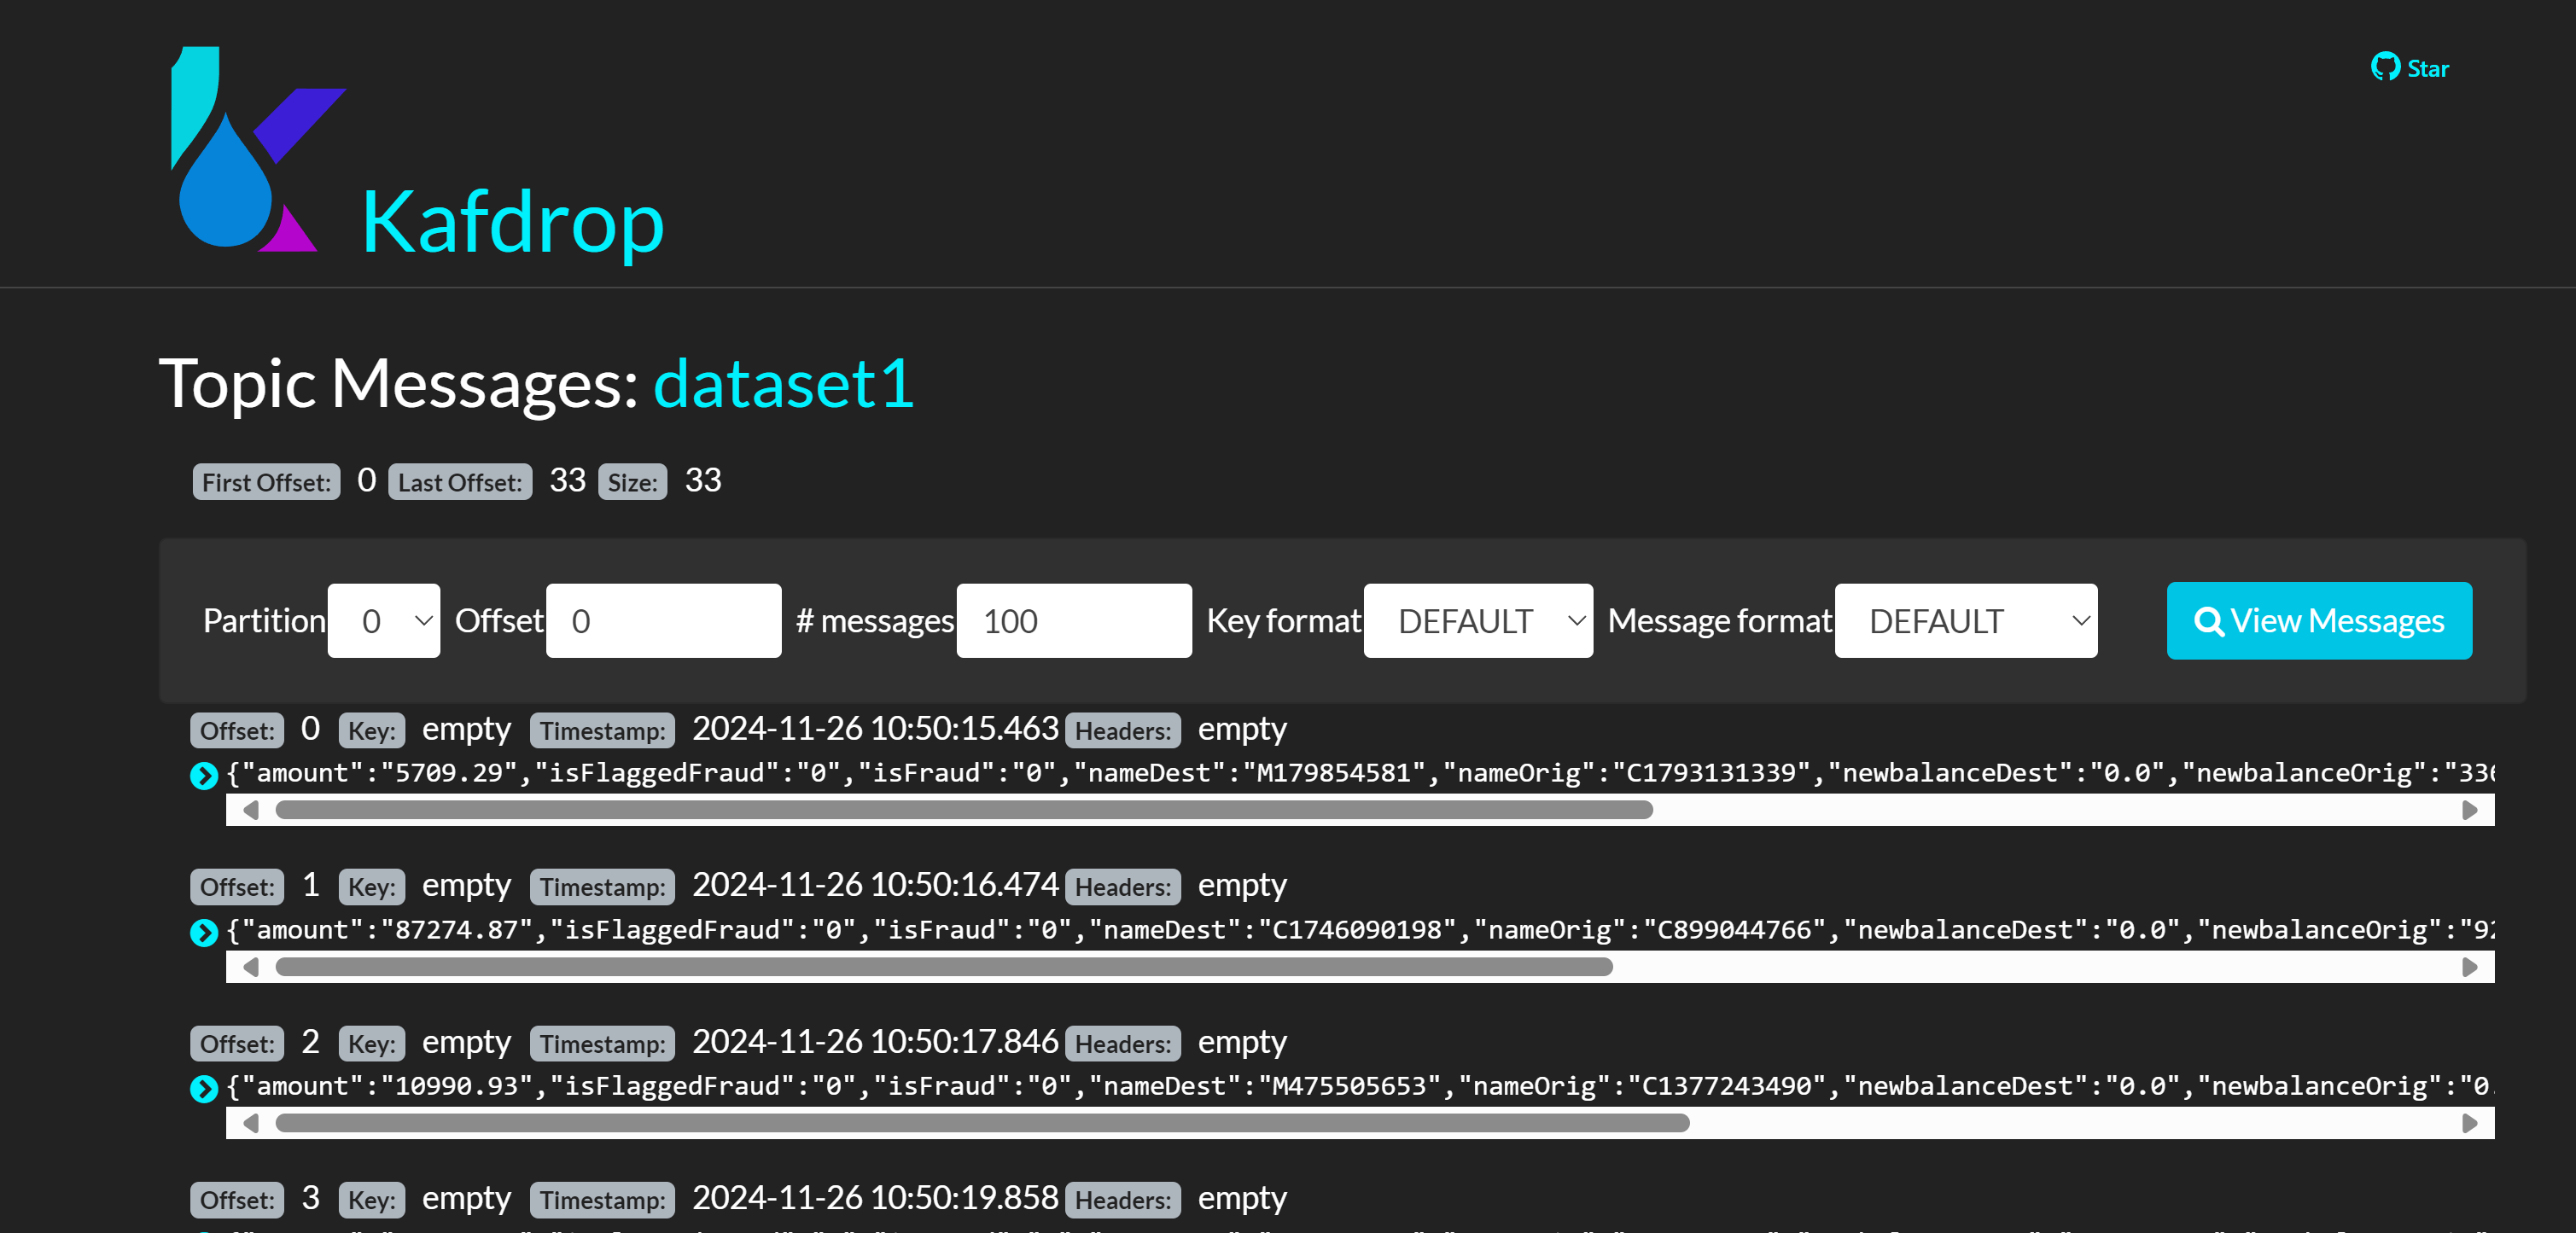 Star
Kafdrop
Topic Messages: dataset1
First Offset: 0 Last Offset: 33 Size: 33
Partition 0 Offset 0 # messages 100 Key format DEFAULT Message format DEFAULT View Messages
Offset: 0 Key: empty Timestamp: 2024-11-26 10:50:15.463 Headers: empty
{"amount":"5709.29","isFlaggedFraud":"0","isFraud":"0","nameDest":"M179854581","nameOrig":"C1793131339","newbalanceDest":"0.0","newbalanceOrig":"336
Offset: 1 Key: empty Timestamp: 2024-11-26 10:50:16.474 Headers: empty
{"amount":"87274.87","isFlaggedFraud":"0","isFraud":"0","nameDest":"C1746090198","nameOrig":"C899044766","newbalanceDest":"0.0","newbalanceOrig":"92
Offset: 2 Key: empty Timestamp: 2024-11-26 10:50:17.846 Headers: empty
{"amount":"10990.93","isFlaggedFraud":"0","isFraud":"0","nameDest":"M475505653","nameOrig":"C1377243490","newbalanceDest":"0.0","newbalanceOrig":"0.
Offset: 3 Key: empty Timestamp: 2024-11-26 10:50:19.858 Headers: empty